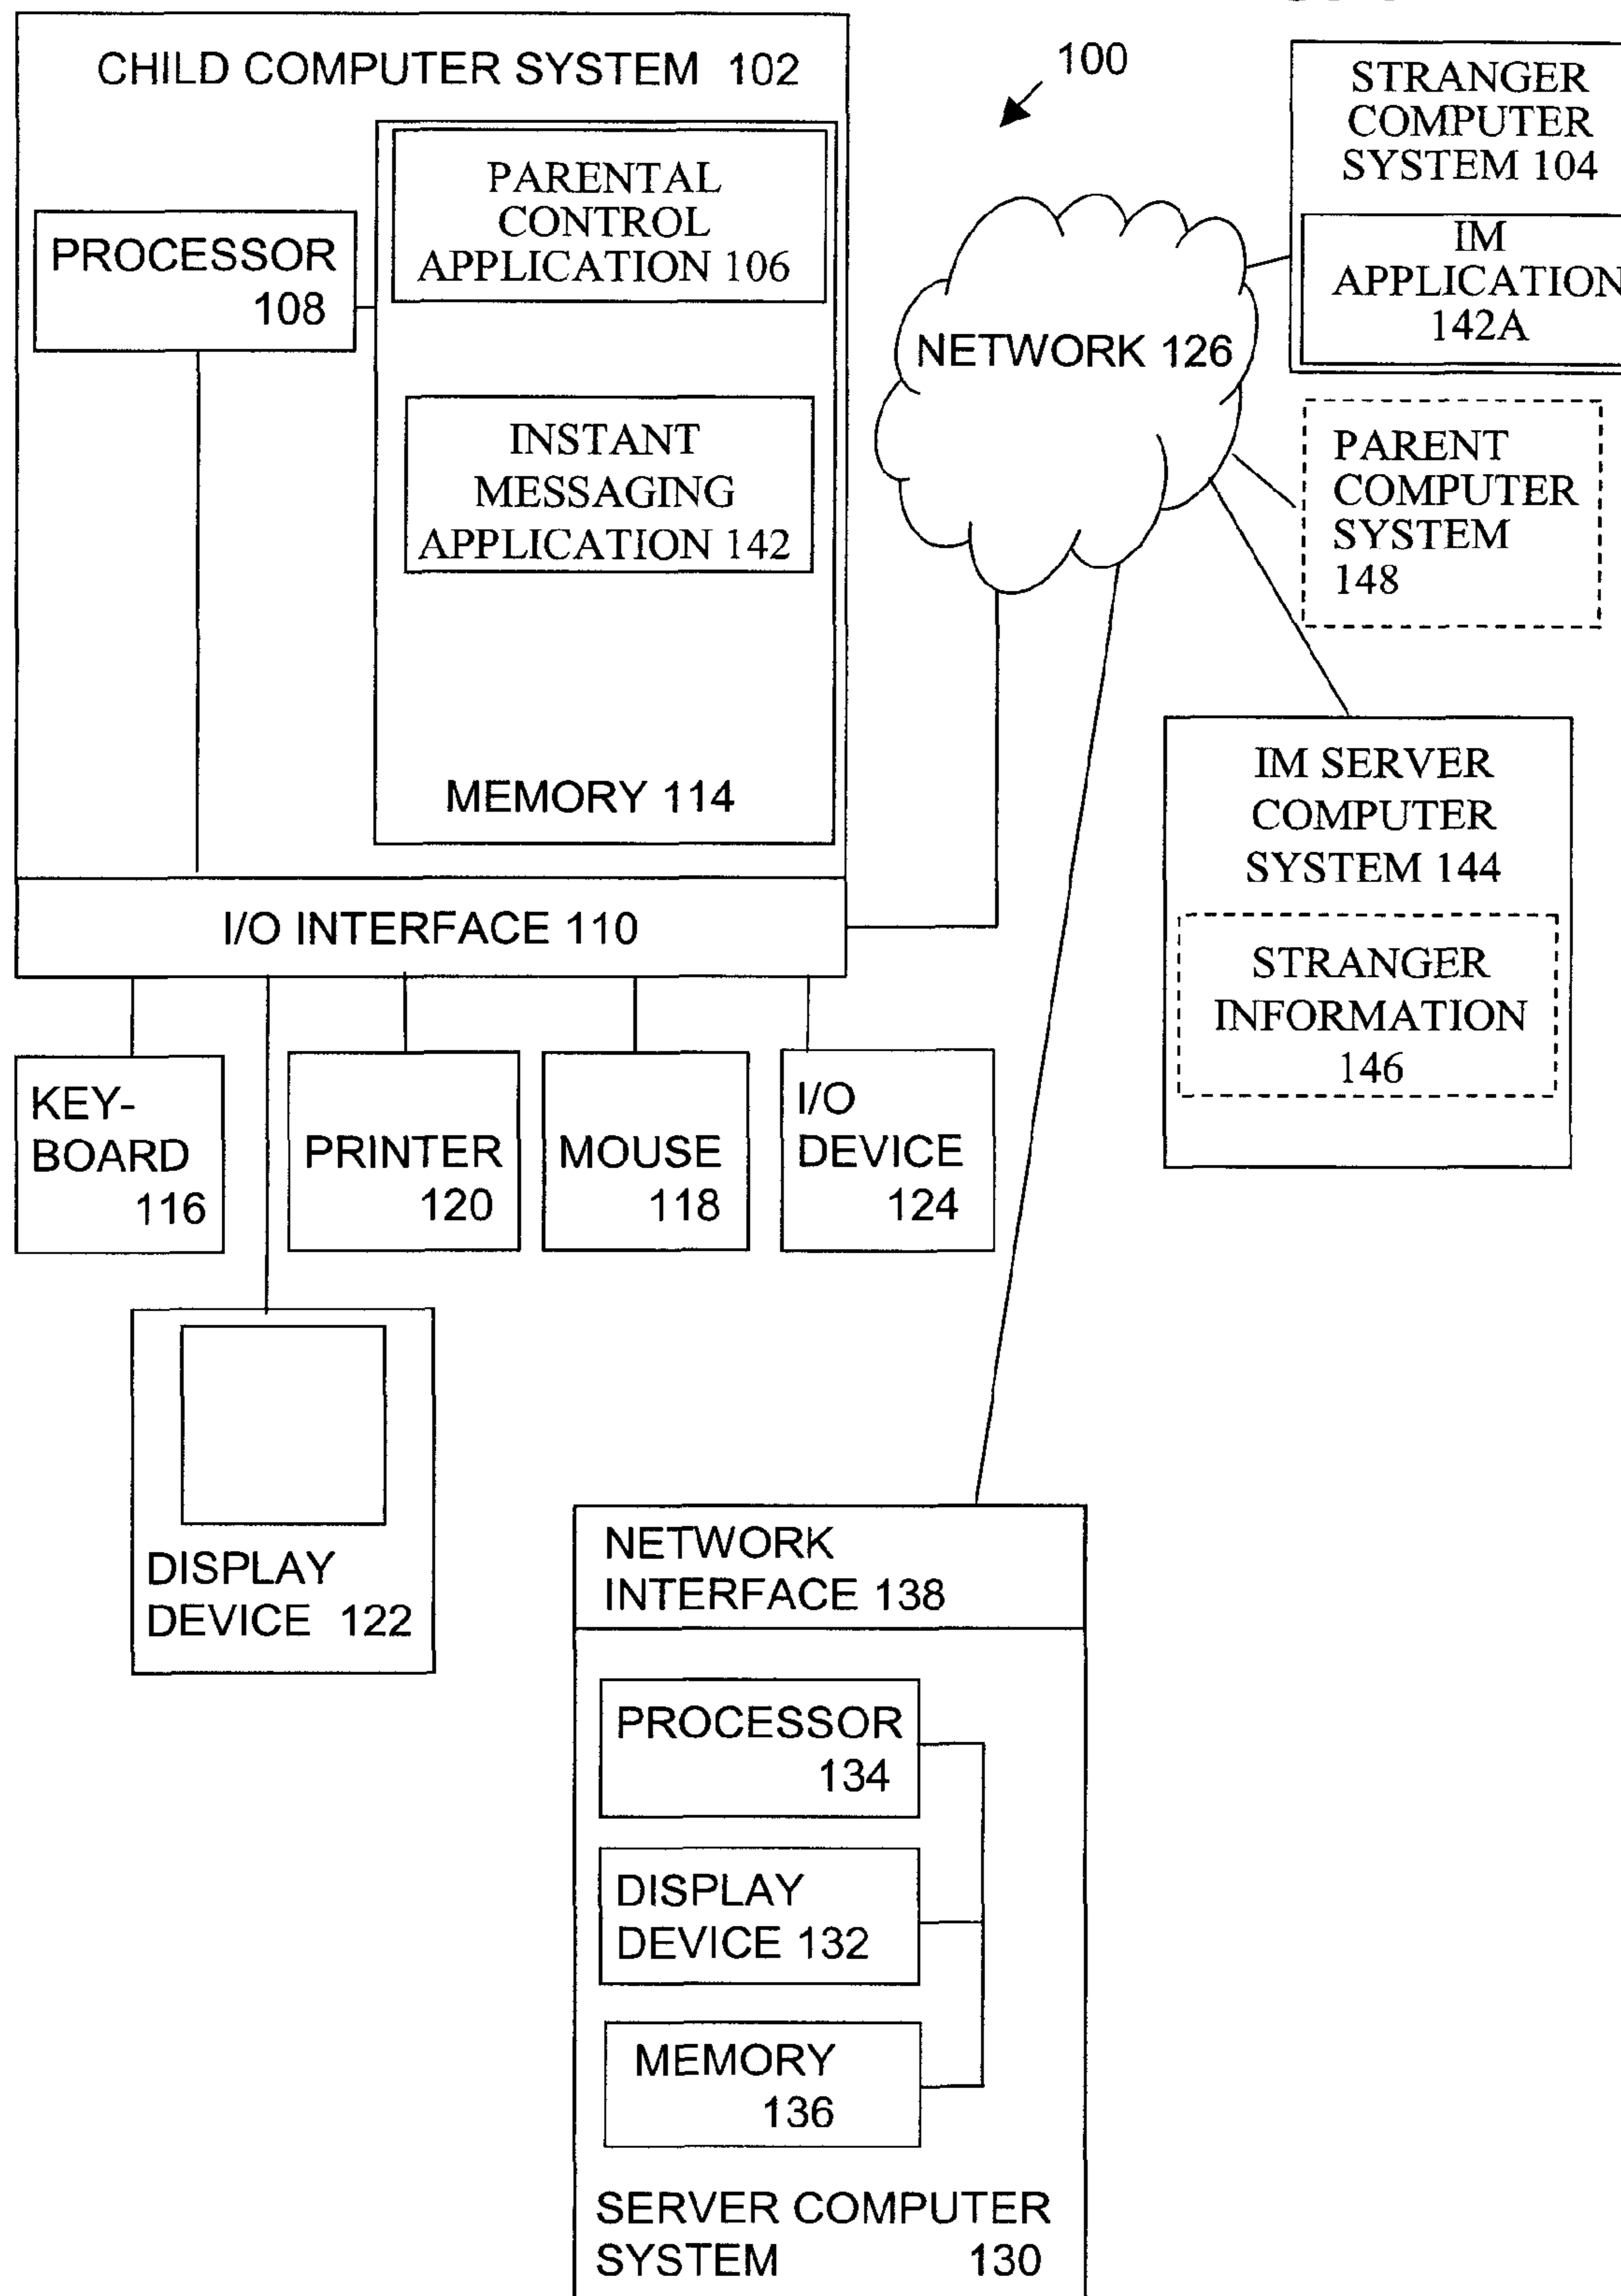 CHILD COMPUTER SYSTEM 102
PARENTAL
CONTROL
APPLICATION 106
PROCESSOR
108
INSTANT
MESSAGING
APPLICATION 142
MEMORY 114
I/O INTERFACE 110
KEY-
BOARD
116
PRINTER
120
MOUSE
118
I/O
DEVICE
124
DISPLAY
DEVICE 122
100
NETWORK 126
STRANGER
COMPUTER
SYSTEM 104
IM
APPLICATION
142A
PARENT
COMPUTER
SYSTEM
148
IM SERVER
COMPUTER
SYSTEM 144
STRANGER
INFORMATION
146
NETWORK
INTERFACE 138
PROCESSOR
134
DISPLAY
DEVICE 132
MEMORY
136
SERVER COMPUTER
SYSTEM 130